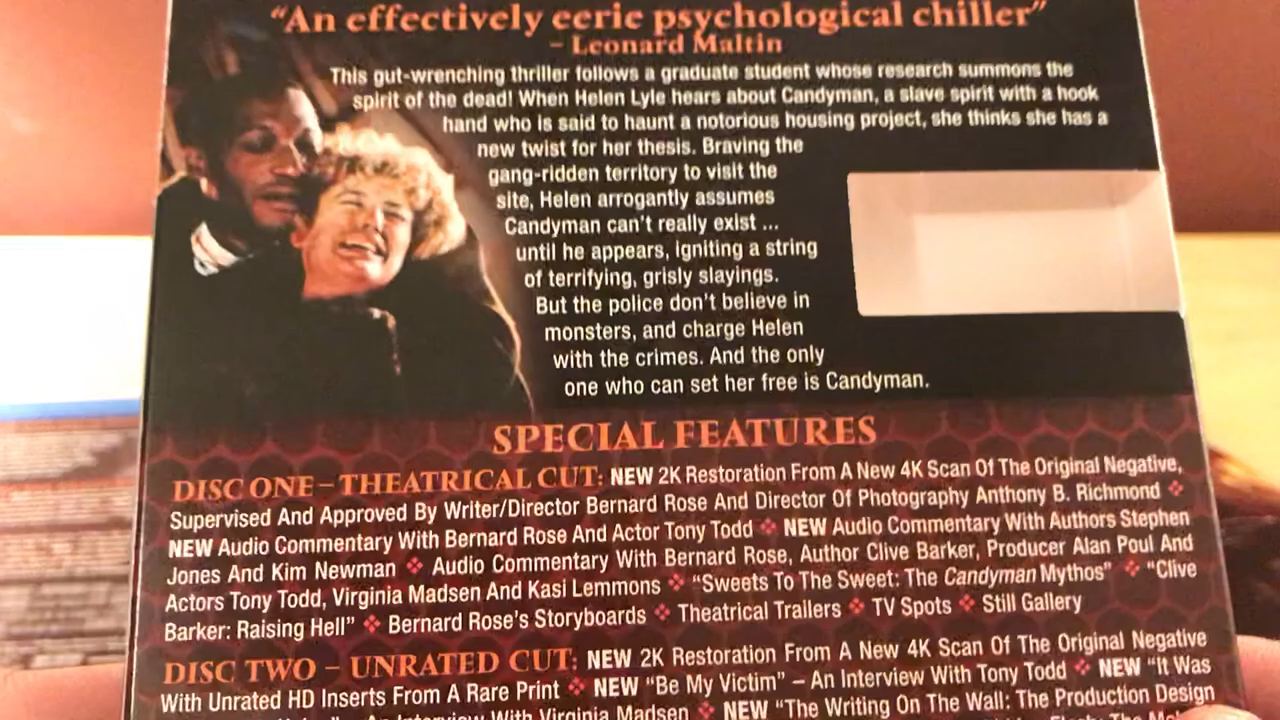 “An effectively eerie psychological chiller”
– Leonard Maltin
This gut-wrenching thriller follows a graduate student whose research summons the
spirit of the dead! When Helen Lyle hears about Candyman, a slave spirit with a hook
hand who is said to haunt a notorious housing project, she thinks she has a
new twist for her thesis. Braving the
gang-ridden territory to visit the
site, Helen arrogantly assumes
Candyman can’t really exist ...
until he appears, igniting a string
of terrifying, grisly slayings.
But the police don’t believe in
monsters, and charge Helen
with the crimes. And the only
one who can set her free is Candyman.
SPECIAL FEATURES
DISC ONE – THEATRICAL CUT: NEW 2K Restoration From A New 4K Scan Of The Original Negative,
Supervised And Approved By Writer/Director Bernard Rose And Director Of Photography Anthony B. Richmond ❖
NEW Audio Commentary With Bernard Rose And Actor Tony Todd ❖ NEW Audio Commentary With Authors Stephen
Jones And Kim Newman ❖ Audio Commentary With Bernard Rose, Author Clive Barker, Producer Alan Poul And
Actors Tony Todd, Virginia Madsen And Kasi Lemmons ❖ “Sweets To The Sweet: The Candyman Mythos” ❖ “Clive
Barker: Raising Hell” ❖ Bernard Rose’s Storyboards ❖ Theatrical Trailers ❖ TV Spots ❖ Still Gallery
DISC TWO – UNRATED CUT: NEW 2K Restoration From A New 4K Scan Of The Original Negative
With Unrated HD Inserts From A Rare Print ❖ NEW “Be My Victim” – An Interview With Tony Todd ❖ NEW “It Was
An Interview With Virginia Madsen ❖ NEW “The Writing On The Wall: The Production Design